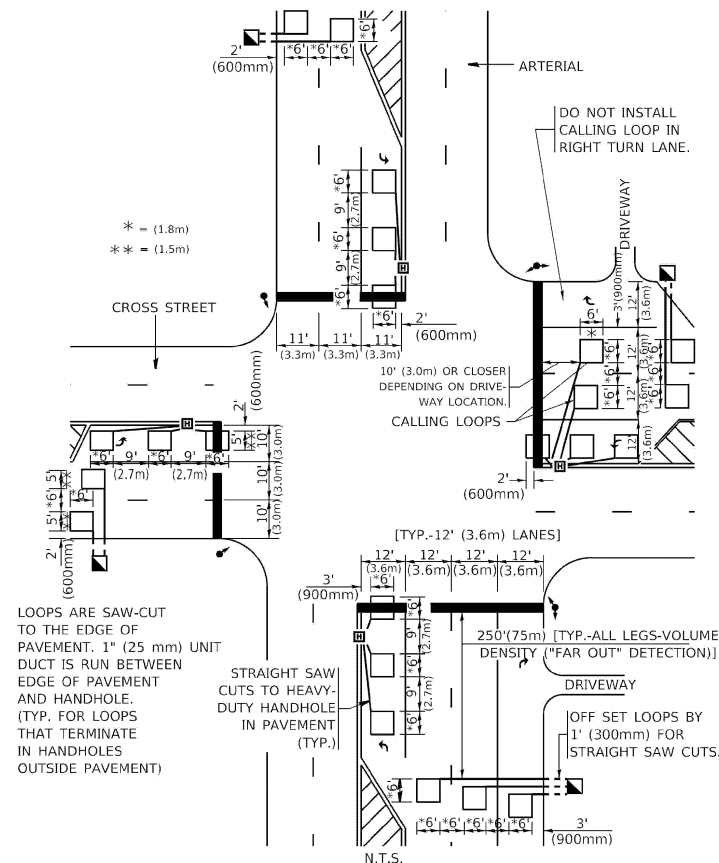 *6' *6' *6'
*6'
2'
(600mm)
ARTERIAL
DO NOT INSTALL
CALLING LOOP IN
RIGHT TURN LANE.
DRIVEWAY
* = (1.8m)
** = (1.5m)
*6'
9'
(2.7m)
*6'
9'
(2.7m)
*6'
H
*6'
2'
(600mm)
11' 11' 11'
(3.3m) (3.3m) (3.3m)
CROSS STREET
3'(900mm)
12'
(3.6m)
6'
*
10' (3.0m) OR CLOSER
DEPENDING ON DRIVE-
WAY LOCATION.
CALLING LOOPS
*6'
*6'
*6'
12'
(3.6m)
12'
(3.6m)
12'
(3.6m)
*6'
*6'
*6'
H
2'
(600mm)
2'
(600mm)
H
5'
**
10'
(3.0m)
10'
(3.0m)
10'
(3.0m)
*6' 9' *6' 9' *6'
(2.7m) (2.7m)
5'
**
*6'
*6'
5'
**
2'
(600mm)
[TYP.-12' (3.6m) LANES]
12' 12' 12' 12'
(3.6m) (3.6m) (3.6m) (3.6m)
3'
(900mm)
*6'
*6'
9'
(2.7m)
*6'
9'
(2.7m)
*6'
H
LOOPS ARE SAW-CUT
TO THE EDGE OF
PAVEMENT. 1" (25 mm) UNIT
DUCT IS RUN BETWEEN
EDGE OF PAVEMENT
AND HANDHOLE.
(TYP. FOR LOOPS
THAT TERMINATE
IN HANDHOLES
OUTSIDE PAVEMENT)
STRAIGHT SAW
CUTS TO HEAVY-
DUTY HANDHOLE
IN PAVEMENT
(TYP.)
250'(75m) [TYP.-ALL LEGS-VOLUME
DENSITY ("FAR OUT" DETECTION)]
DRIVEWAY
OFF SET LOOPS BY
1' (300mm) FOR
STRAIGHT SAW CUTS.
*6'
*6' *6' *6' *6' *6'
3'
(900mm)
N.T.S.